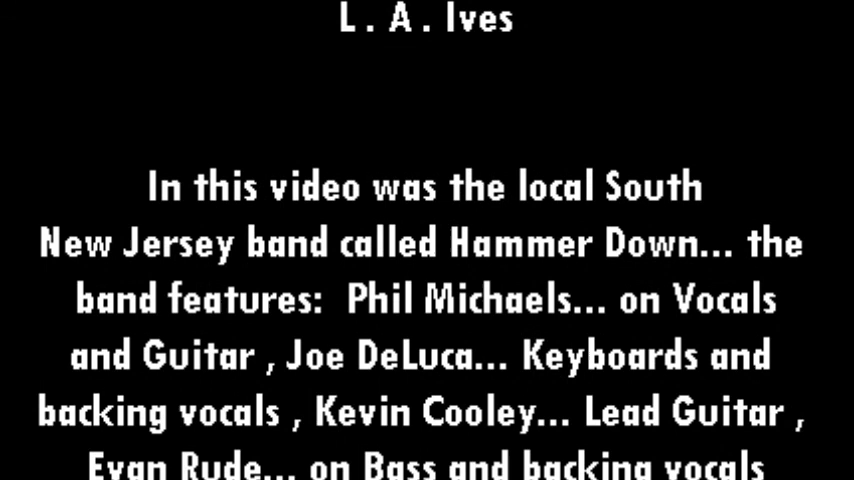 L . A . Ives
In this video was the local South
New Jersey band called Hammer Down... the
band features:  Phil Michaels... on Vocals
and Guitar , Joe DeLuca... Keyboards and
backing vocals , Kevin Cooley... Lead Guitar ,
Evan Rude... on Bass and backing vocals